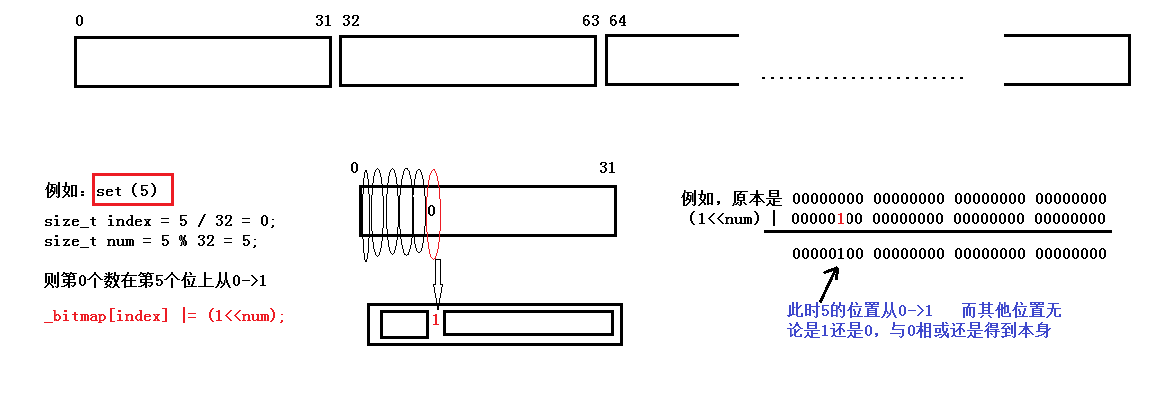 0 31 32 63 64
例如：set（5）
size_t index = 5 / 32 = 0;
size_t num = 5 % 32 = 5;
则第0个数在第5个位上从0->1
_bitmap[index] |= (1<<num);
0 31
0
1
例如，原本是 00000000 00000000 00000000 00000000
（1<<num）| 00000100 00000000 00000000 00000000
00000100 00000000 00000000 00000000
此时5的位置从0->1 而其他位置无
论是1还是0，与0相或还是得到本身